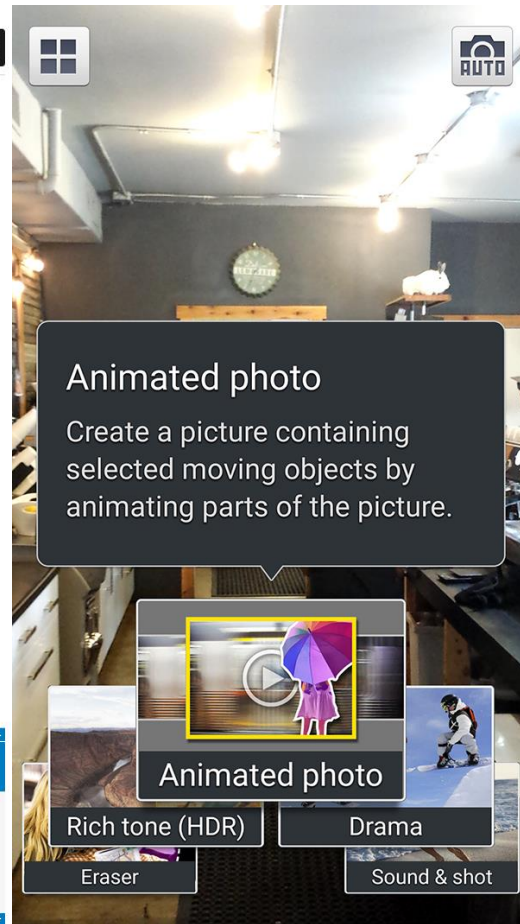 AUTO
Animated photo
Create a picture containing
selected moving objects by
animating parts of the picture.
Animated photo
Rich tone (HDR)
Drama
Eraser
Sound & shot